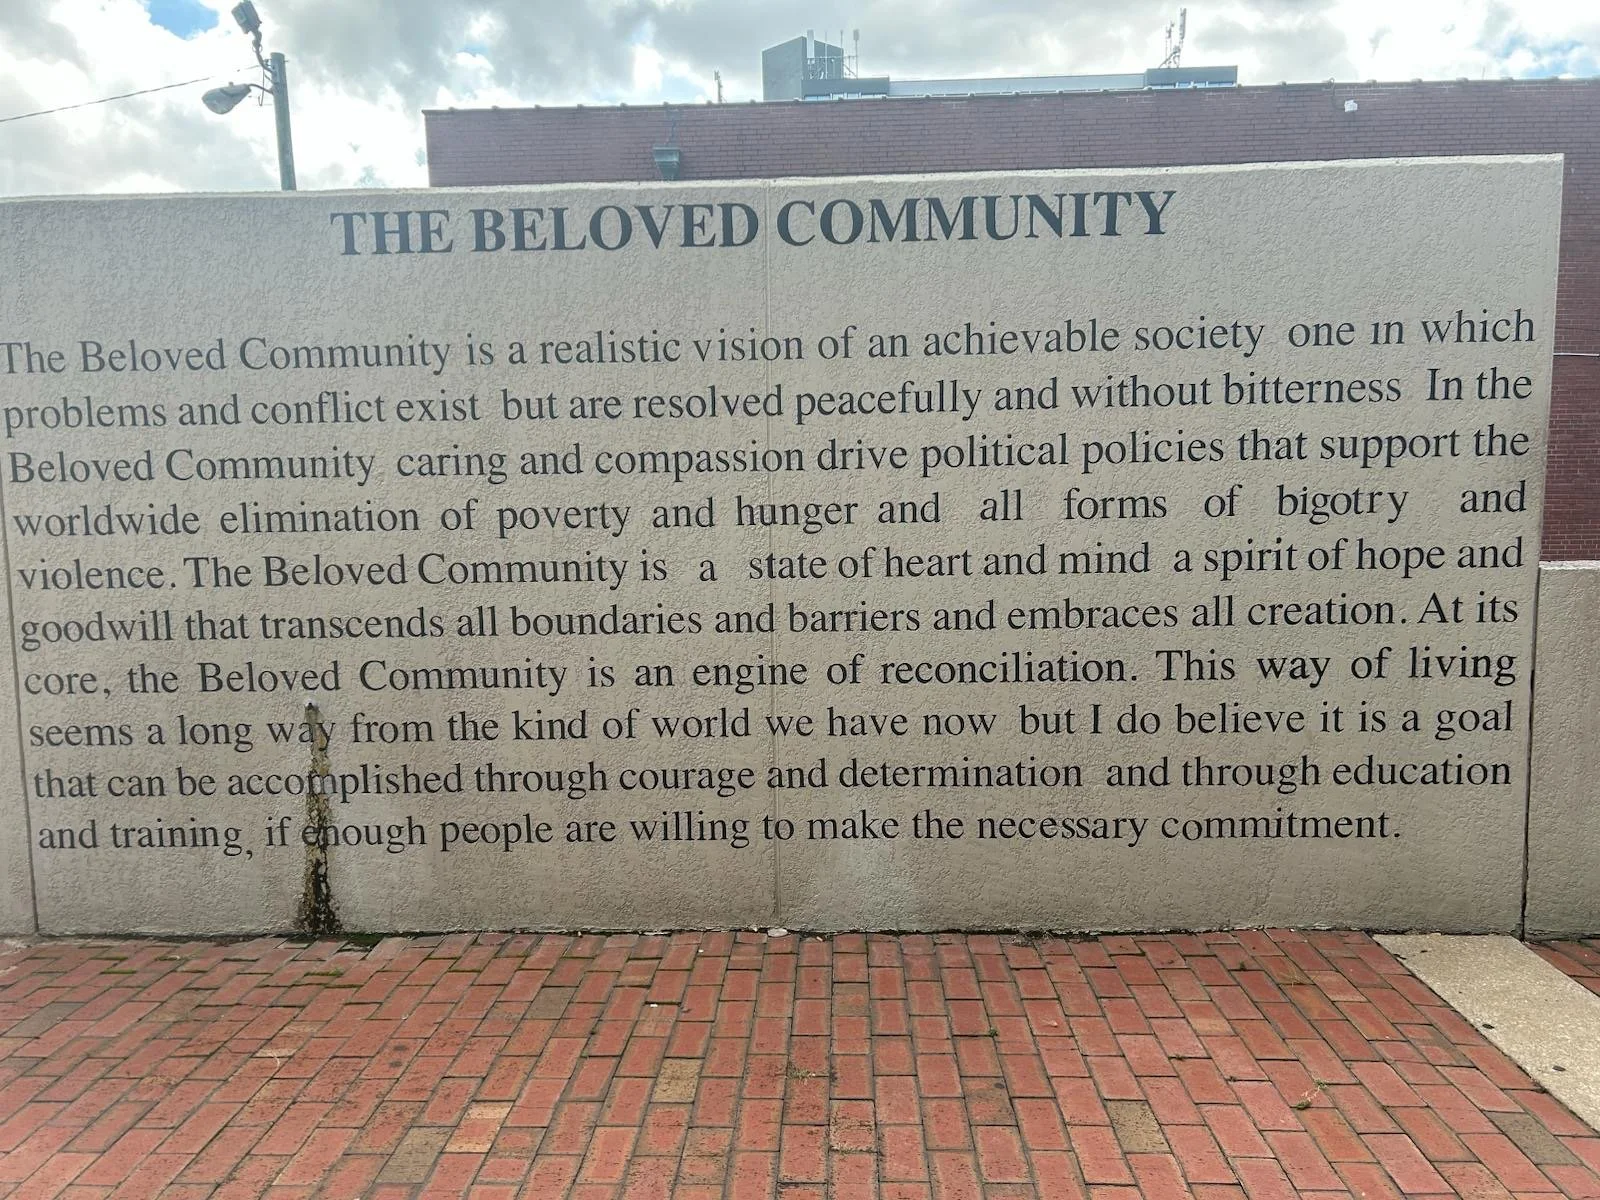 THE BELOVED COMMUNITY
The Beloved Community is a realistic vision of an achievable society one in which
problems and conflict exist but are resolved peacefully and without bitterness In the
Beloved Community caring and compassion drive political policies that support the
worldwide elimination of poverty and hunger and all forms of bigotry and
violence. The Beloved Community is a state of heart and mind a spirit of hope and
goodwill that transcends all boundaries and barriers and embraces all creation. At its
core, the Beloved Community is an engine of reconciliation. This way of living
seems a long way from the kind of world we have now but I do believe it is a goal
that can be accomplished through courage and determination and through education
and training, if enough people are willing to make the necessary commitment.